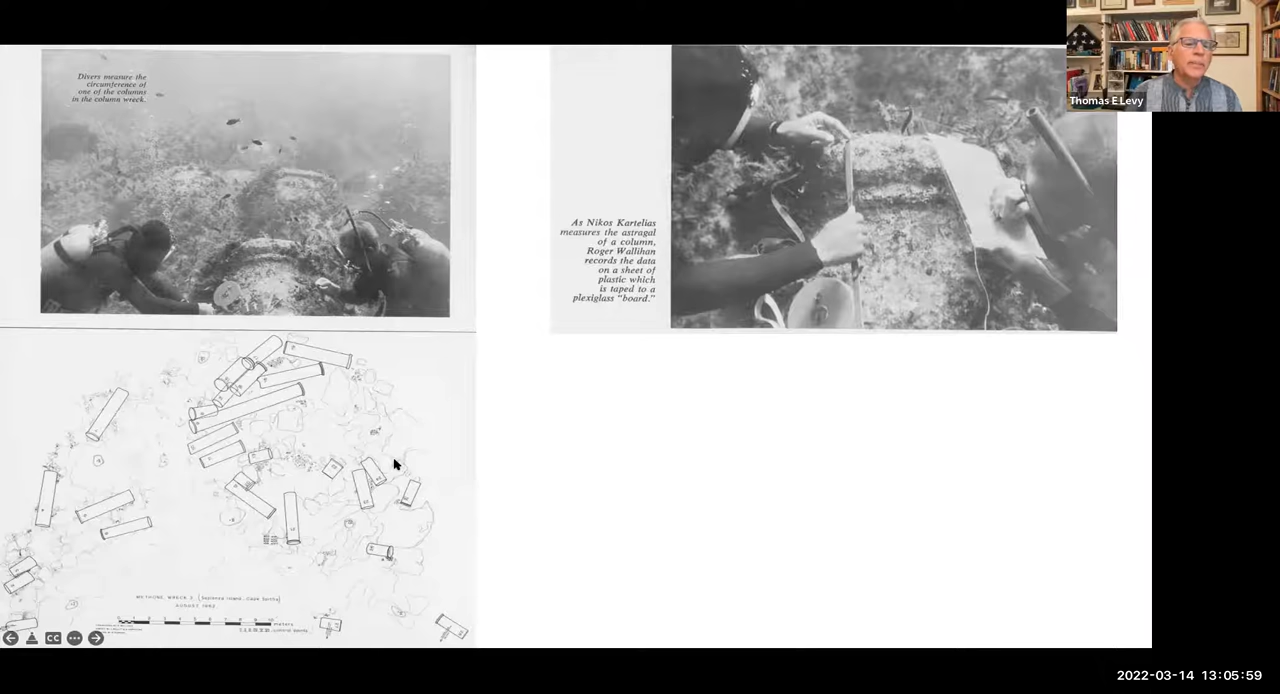 Divers measure the
circumference of
one of the columns
in the column wreck.
As Nikos Kartelias
measures the astragal
of a column,
Roger Wallihan
records the data
on a sheet of
plastic which
is taped to a
plexiglass "board."
Thomas E Levy
METHONE WRECK
AUGUST
meters
CC
2022-03-14 13:05:59